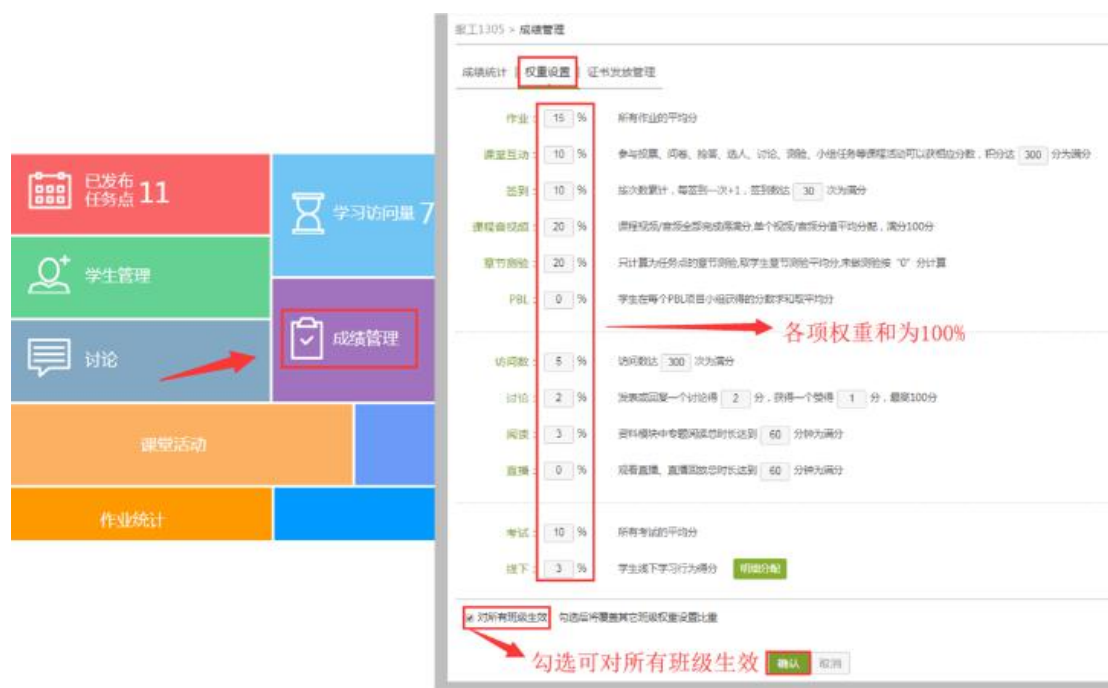 报工1305 > 成绩管理
成绩统计 | 权重设置 | 证书发放管理
作业： 15 % 所有作业的平均分
课堂互动： 10 % 参与投票、问卷、抢答、选人、讨论、测验、小组任务等课程活动可以获相应分数，积分达 300 分为满分
签到： 10 % 按次数累计，每签到一次+1，签到数达 30 次为满分
课程音视频： 20 % 课程视频/音频全部完成得满分,单个视频/音频分值平均分配，满分100分
章节测验： 20 % 只计算为任务点的章节测验,取学生章节测验平均分,未做测验按“0”分计算
PBL： 0 % 学生在每个PBL项目小组获得的分数求和取平均分
各项权重和为100%
访问数： 5 % 访问数达 300 次为满分
讨论： 2 % 发表或回复一个讨论得 2 分，获得一个赞得 1 分，最高100分
阅读： 3 % 资料模块中专题阅读总时长达到 60 分钟为满分
直播： 0 % 观看直播、直播回放总时长达到 60 分钟为满分
考试： 10 % 所有考试的平均分
线下： 3 % 学生线下学习行为得分 明细分配
对所有班级生效 勾选后将覆盖其它班级权重设置比重
勾选可对所有班级生效 确认 取消
已发布
任务点 11
学习访问量 7
学生管理
成绩管理
讨论
课堂活动
作业统计